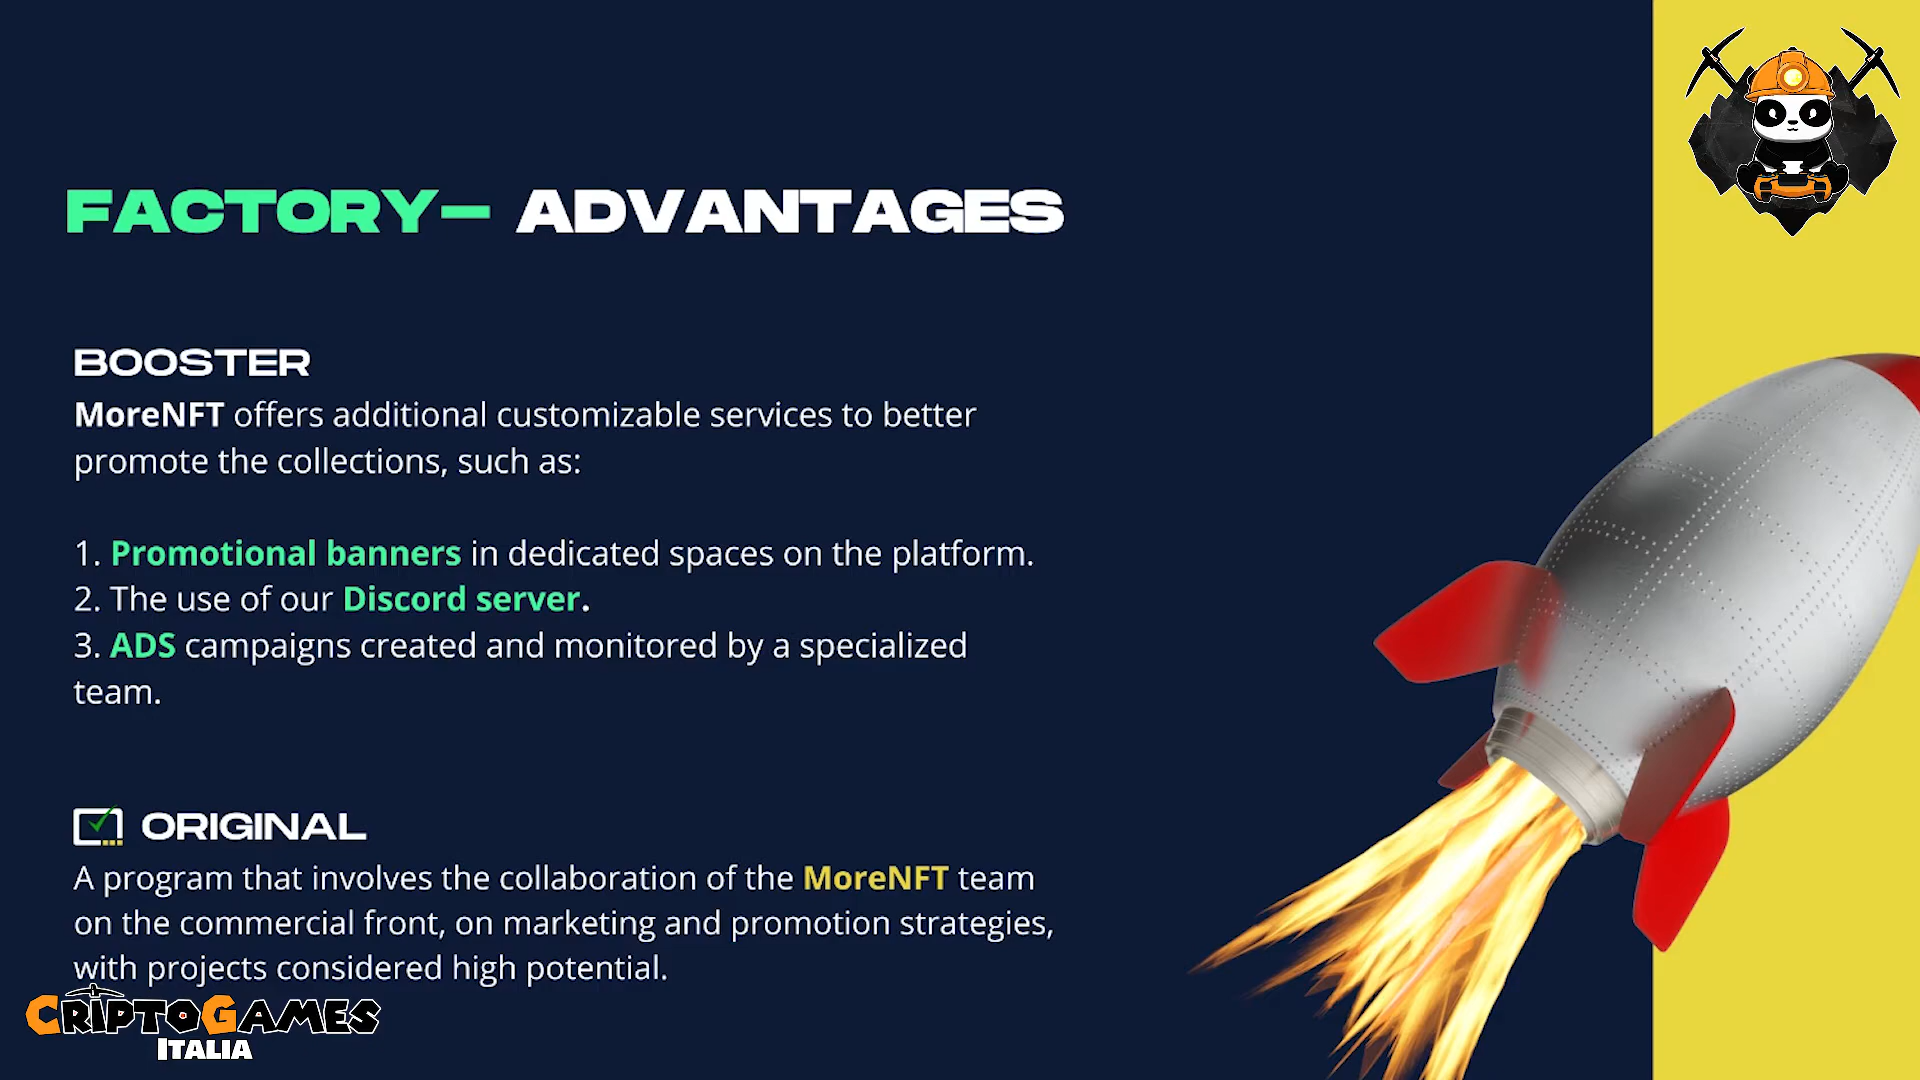 FACTORY— ADVANTAGES
BOOSTER
MoreNFT offers additional customizable services to better
promote the collections, such as:
1. Promotional banners in dedicated spaces on the platform.
2. The use of our Discord server.
3. ADS campaigns created and monitored by a specialized
team.
ORIGINAL
A program that involves the collaboration of the MoreNFT team
on the commercial front, on marketing and promotion strategies,
with projects considered high potential.
CRIPTOGAMES
ITALIA